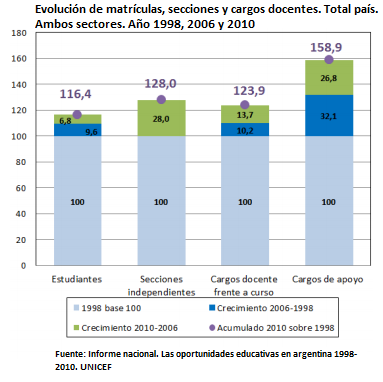 Evolución de matrículas, secciones y cargos docentes. Total país.
Ambos sectores. Año 1998, 2006 y 2010
180
160
140
120
100
80
60
40
20
0
116,4
128,0
123,9
158,9
6,8
9,6
28,0
13,7
10,2
26,8
32,1
100
100
100
100
Estudiantes
Secciones
independientes
Cargos docente
frente a curso
Cargos de apoyo
1998 base 100
Crecimiento 2006-1998
Crecimiento 2010-2006
Acumulado 2010 sobre 1998
Fuente: Informe nacional. Las oportunidades educativas en argentina 1998-
2010. UNICEF